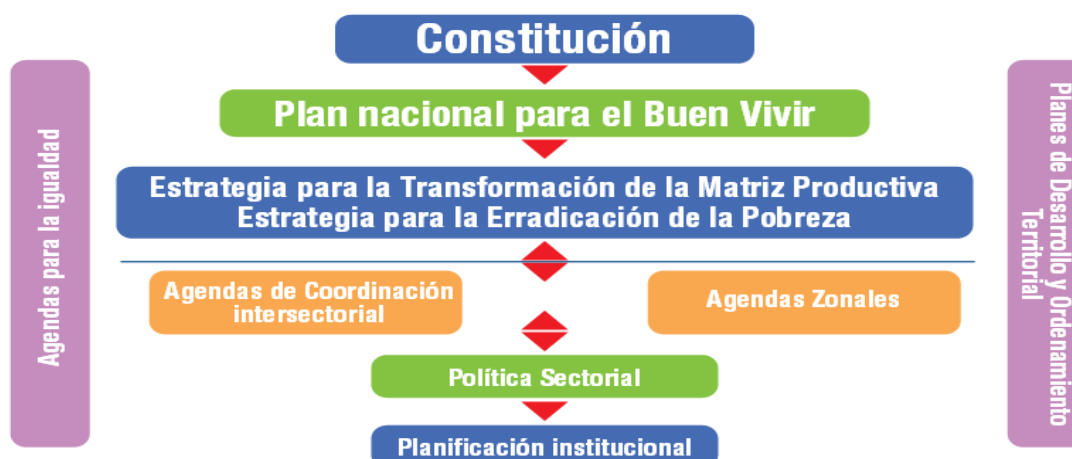 Constitución
Plan nacional para el Buen Vivir
Estrategia para la Transformación de la Matriz Productiva
Estrategia para la Erradicación de la Pobreza
Agendas para la igualdad
Agendas de Coordinación
intersectorial
Agendas Zonales
Planes de Desarrollo y Ordenamiento
Territorial
Política Sectorial
Planificación institucional